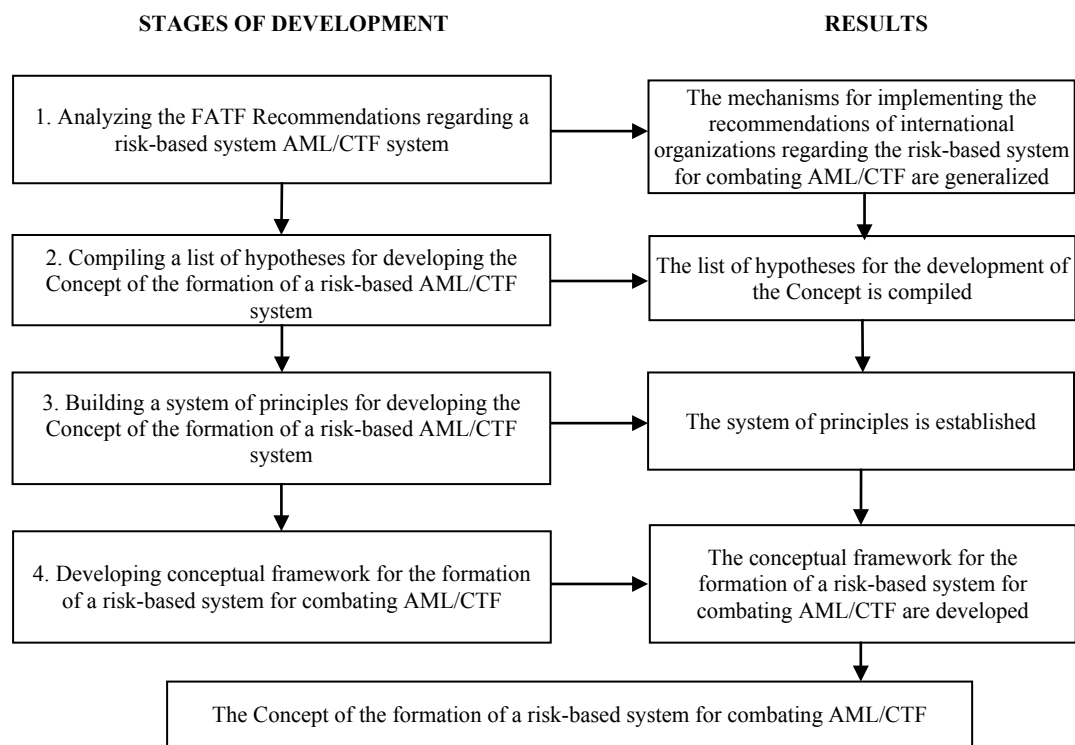 STAGES OF DEVELOPMENT
RESULTS
1. Analyzing the FATF Recommendations regarding a
risk-based system AML/CTF system
The mechanisms for implementing the
recommendations of international
organizations regarding the risk-based system
for combating AML/CTF are generalized
2. Compiling a list of hypotheses for developing the
Concept of the formation of a risk-based AML/CTF
system
The list of hypotheses for the development of
the Concept is compiled
3. Building a system of principles for developing the
Concept of the formation of a risk-based AML/CTF
system
The system of principles is established
4. Developing conceptual framework for the formation
of a risk-based system for combating AML/CTF
The conceptual framework for the
formation of a risk-based system for
combating AML/CTF are developed
The Concept of the formation of a risk-based system for combating AML/CTF